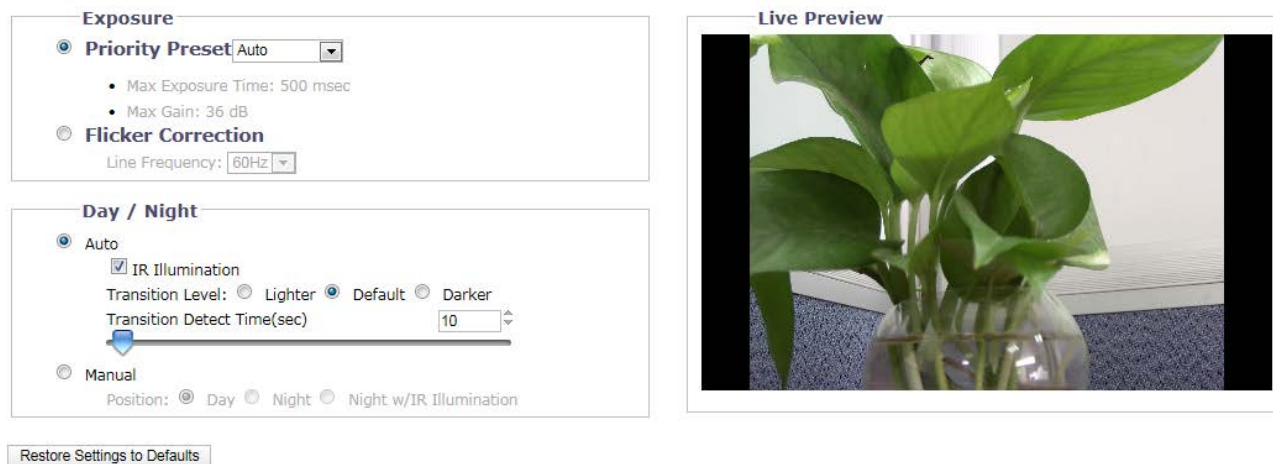 Exposure
Priority Preset Auto
Max Exposure Time: 500 msec
Max Gain: 36 dB
Flicker Correction
Line Frequency: 60Hz
Day / Night
Auto
IR Illumination
Transition Level: Lighter Default Darker
Transition Detect Time(sec) 10
Manual
Position: Day Night Night w/IR Illumination
Restore Settings to Defaults
Live Preview